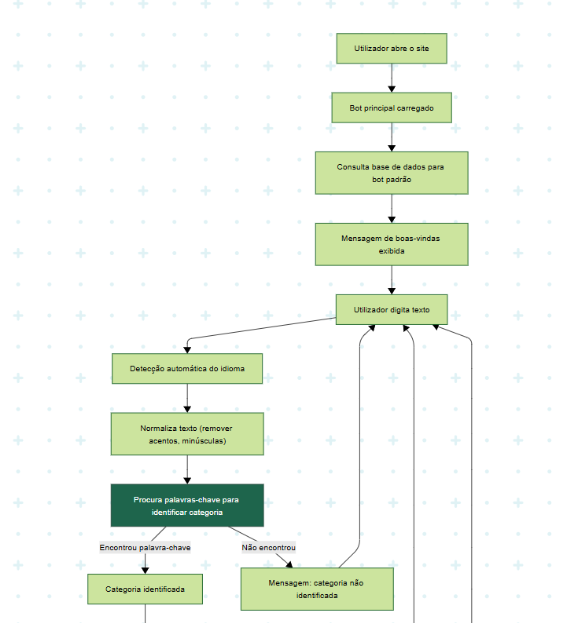 Utilizador abre o site
Bot principal carregado
Consulta base de dados para
bot padrão
Mensagem de boas-vindas
exibida
Utilizador digita texto
Detecção automática do idioma
Normaliza texto (remover
acentos, minúsculas)
Procura palavras-chave para
identificar categoria
Encontrou palavra-chave
Não encontrou
Categoria identificada
Mensagem: categoria não
identificada